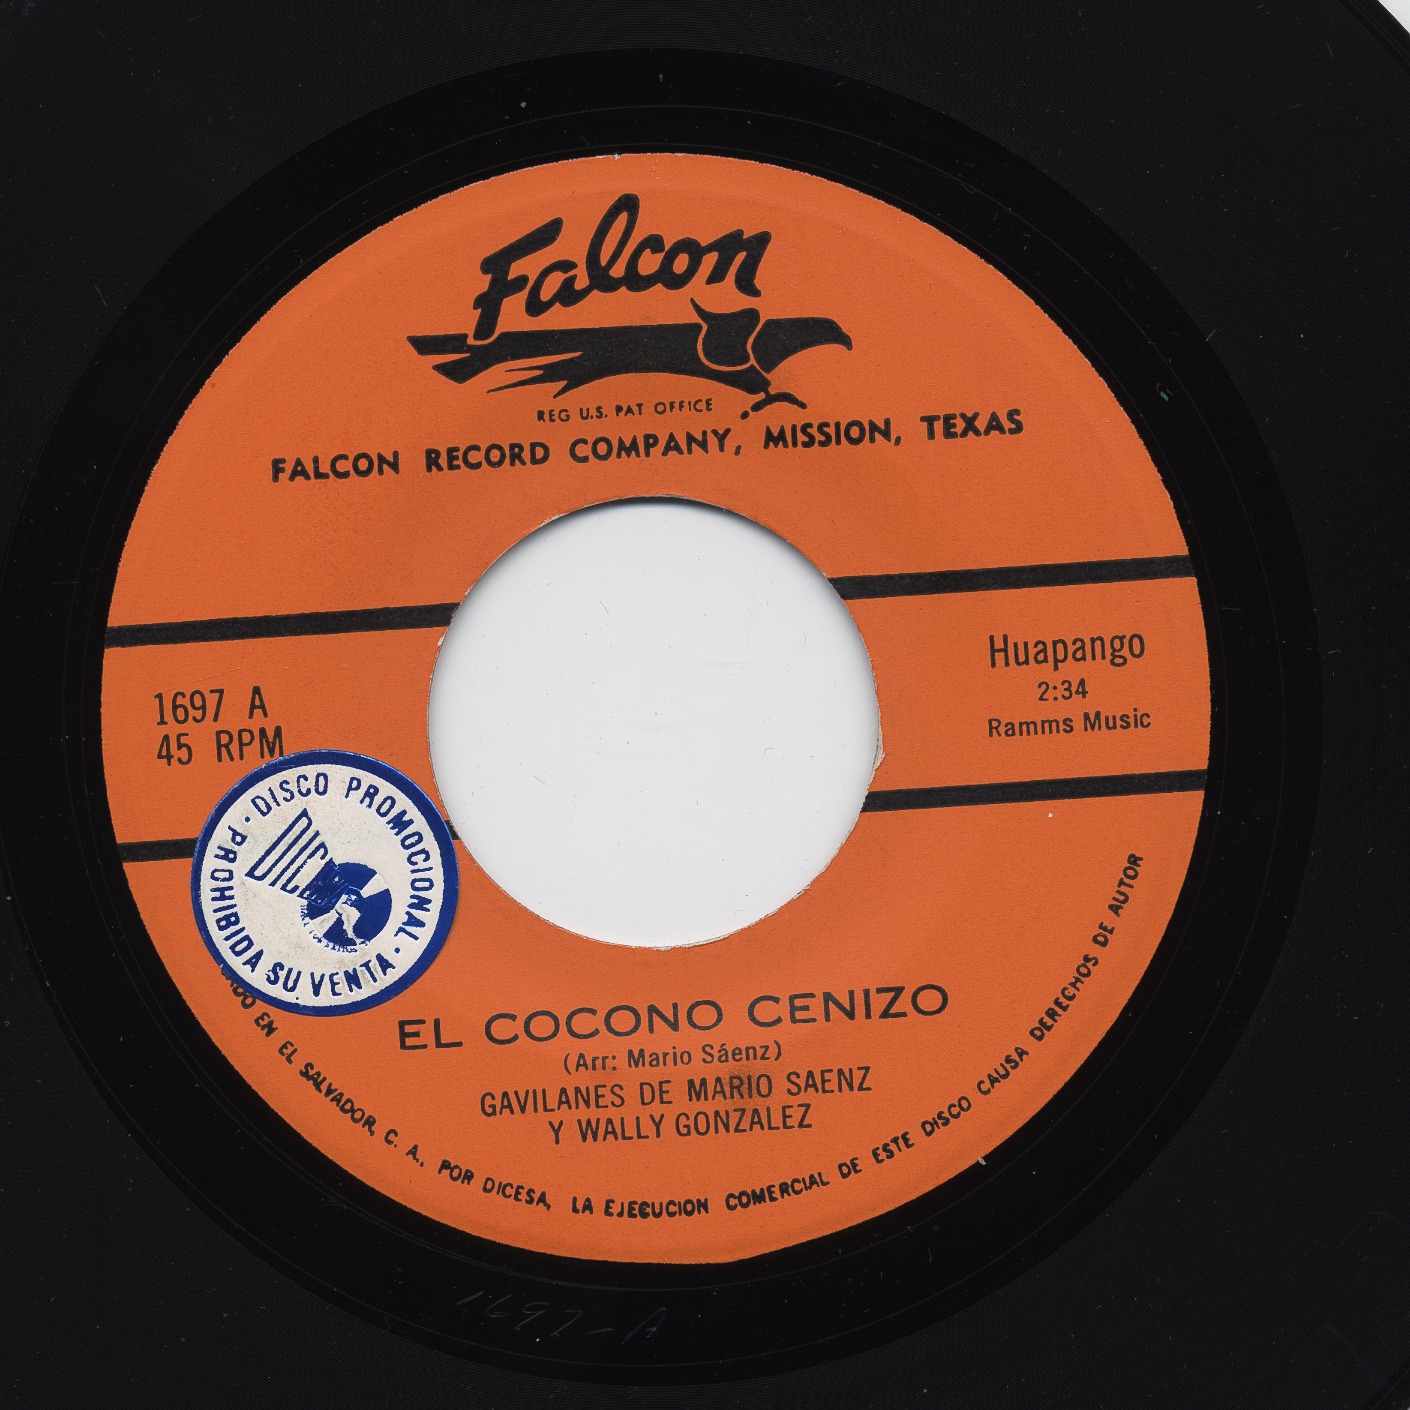 Falcon
REG U.S. PAT OFFICE
FALCON RECORD COMPANY, MISSION, TEXAS
1697 A
45 RPM
Huapango
2:34
Ramms Music
· DISCO PROMOCIONAL · PROHIBIDA SU VENTA
EL COCONO CENIZO
(Arr: Mario Sáenz)
GAVILANES DE MARIO SAENZ
Y WALLY GONZALEZ
EN EL SALVADOR, C. A., POR DICESA, LA EJECUCION COMERCIAL DE ESTE DISCO CAUSA DERECHOS DE AUTOR
1697-A